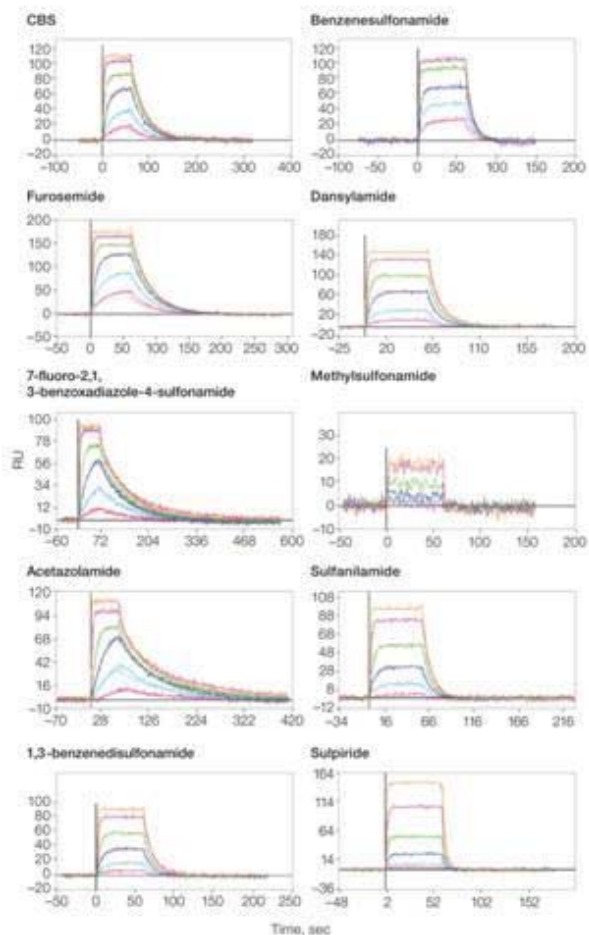 CBS
120
100
80
60
40
20
0
−20
−100 0 100 200 300 400
Benzenesulfonamide
120
100
80
60
40
20
0
−20
−100 0 100 200
Furosemide
200
150
100
50
0
−50
−50 0 50 100 150 200 250 300
Dansylamide
180
140
100
60
20
−20
−25 20 65 110 155 200
7-fluoro-2,1,
3-benzoxadiazole-4-sulfonamide
100
78
56
34
12
−10
−60 72 204 336 468 600
Methylsulfonamide
30
20
10
0
−10
−50 0 50 100 150 200
RU
Acetazolamide
120
94
68
42
16
−10
−70 28 126 224 322 420
Sulfanilamide
108
88
68
48
28
8
−12
−34 16 66 116 166 216
1,3-benzenedisulfonamide
100
80
60
40
20
0
−20
−50 0 50 100 150 200 250
Sulpiride
164
114
64
14
−36
−48 2 52 102 152
Time, sec